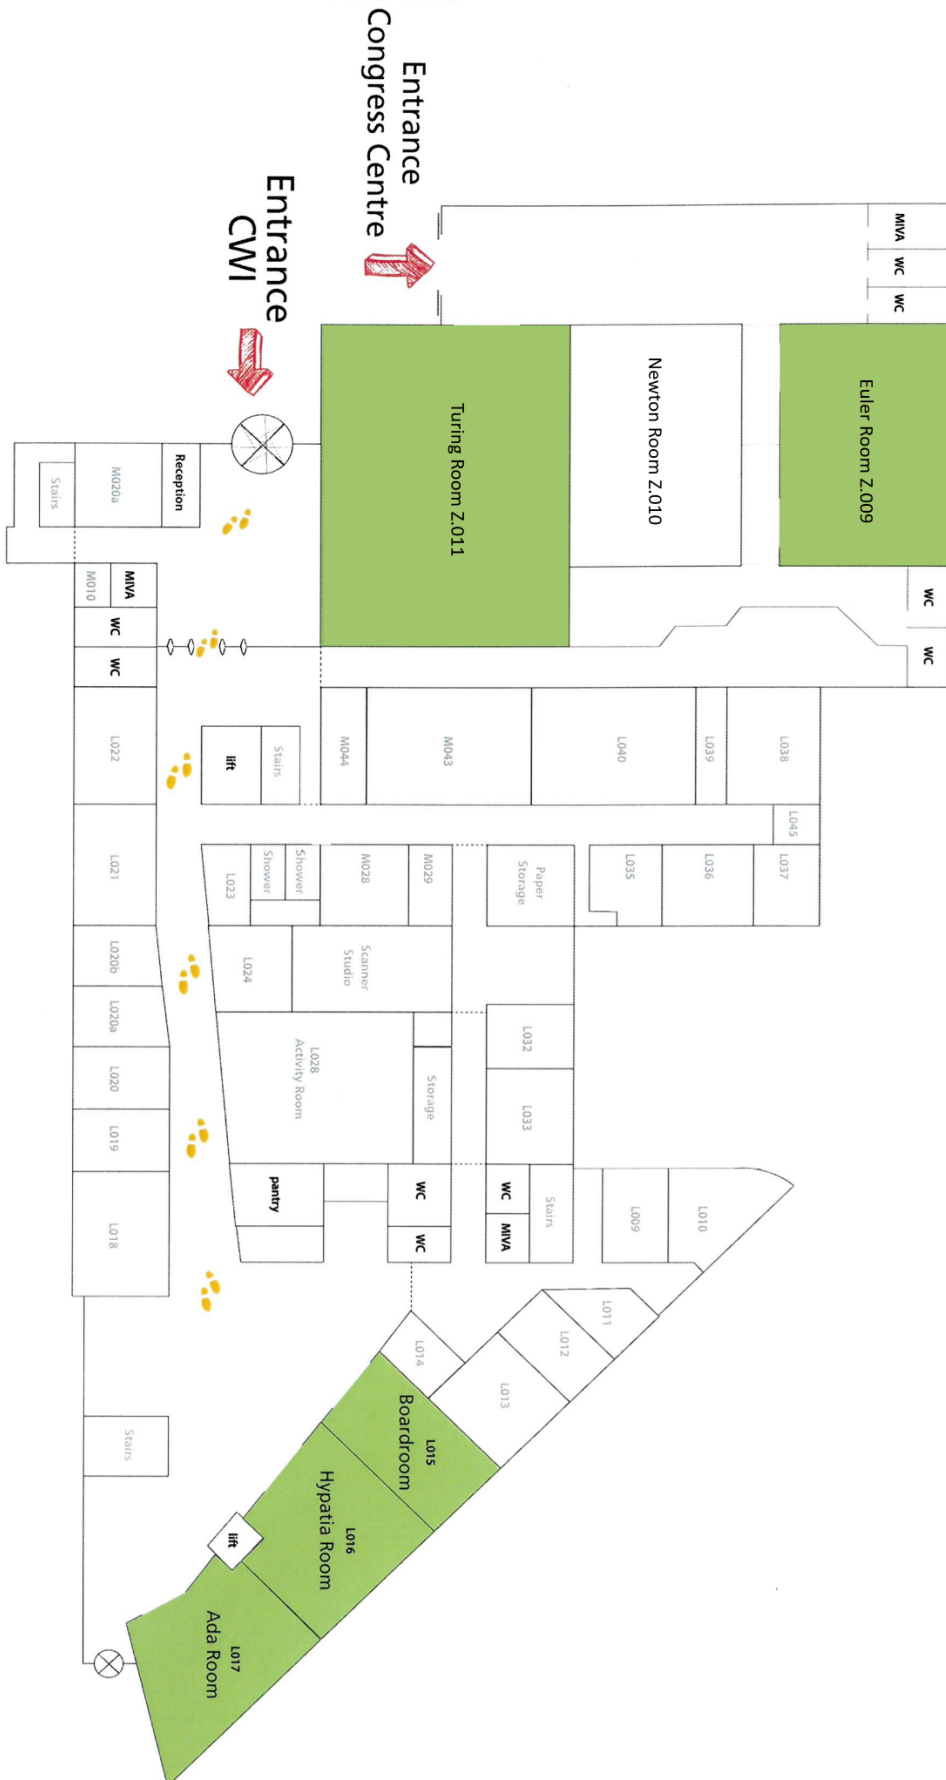 Entrance
Congress Centre
Entrance
CWI
MIVA
WC
WC
Euler Room Z.009
Newton Room Z.010
Turing Room Z.011
WC
WC
Reception
M020a
Stairs
MIVA
M010
WC
WC
L022
lift
Stairs
M044
M043
L040
L039
L038
L045
L037
L036
L035
Paper
Storage
M029
M028
Shower
Shower
L023
L021
L020b
L020a
L020
L019
L018
L024
Scanner
Studio
L028
Activity Room
Storage
L032
L033
pantry
WC
WC
WC
MIVA
Stairs
L009
L010
L011
L012
L013
L014
L015
Boardroom
L016
Hypatia Room
lift
L017
Ada Room
Stairs